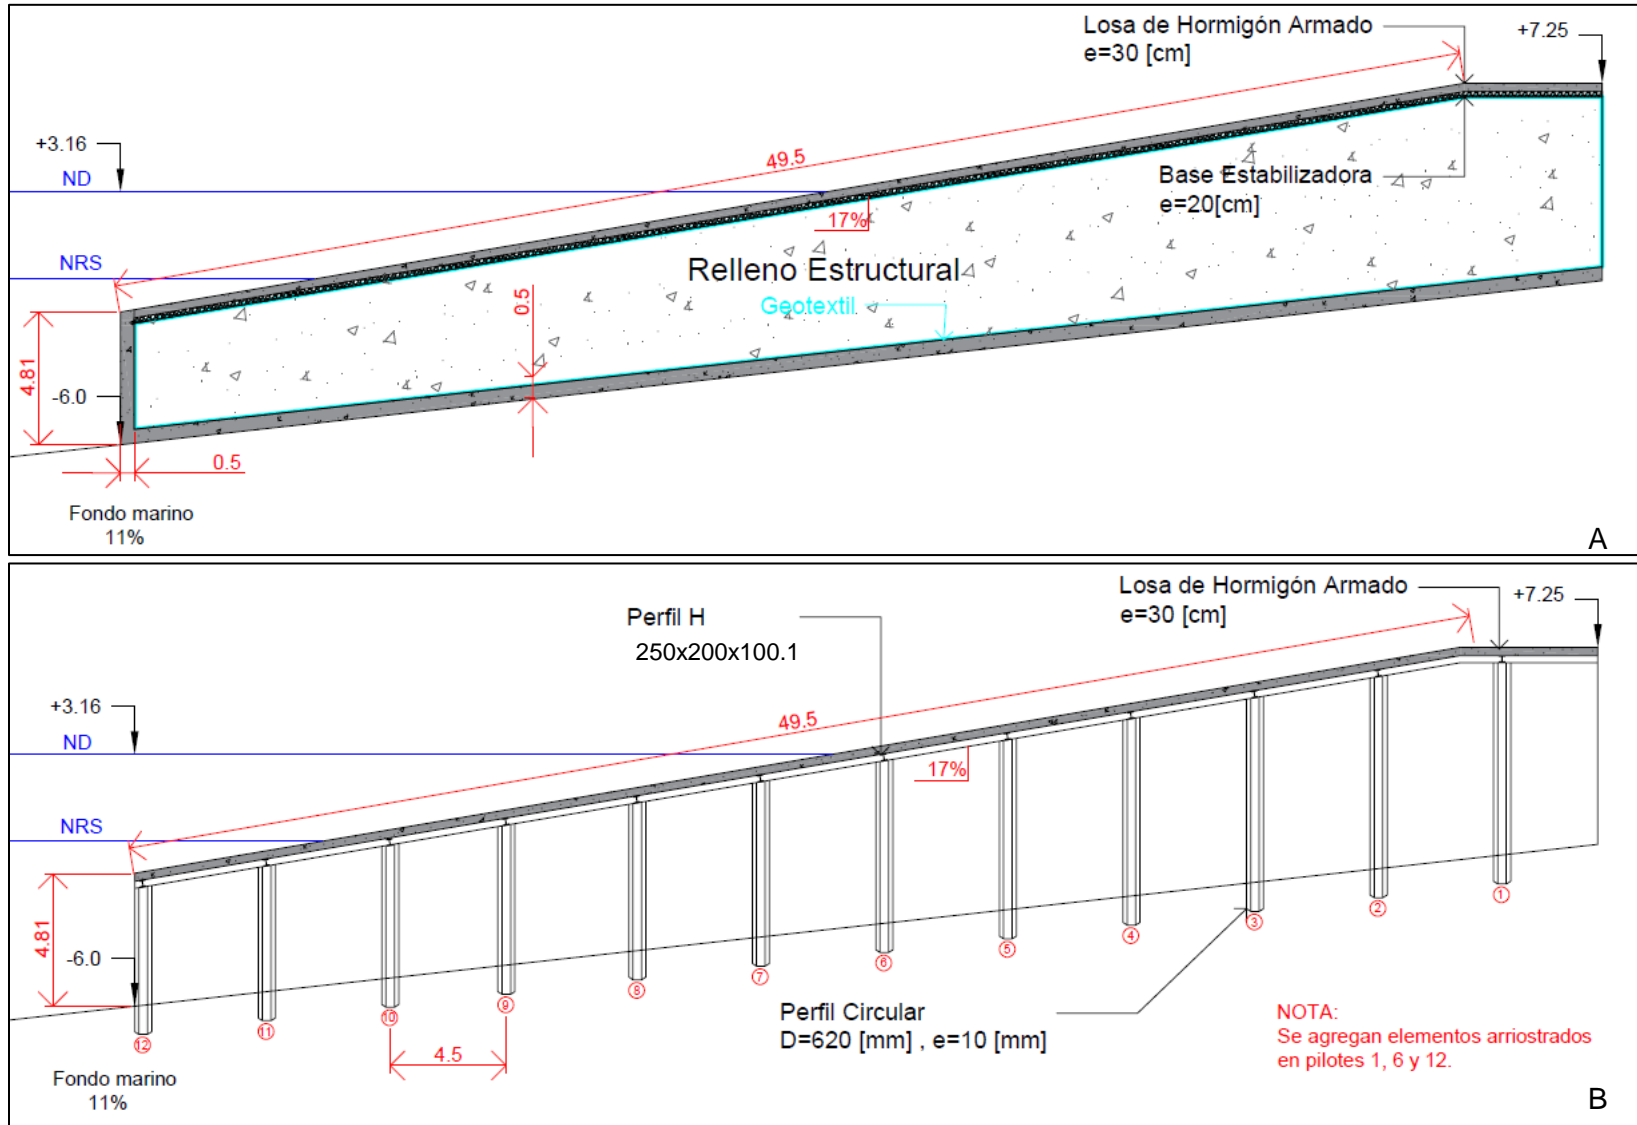 Losa de Hormigón Armado
e=30 [cm]
+7.25
+3.16
ND
49.5
Base Estabilizadora
e=20[cm]
17%
NRS
Relleno Estructural
Geotextil
0.5
4.81
-6.0
0.5
Fondo marino
11%
A
Losa de Hormigón Armado
e=30 [cm]
+7.25
Perfil H
250x200x100.1
+3.16
ND
49.5
17%
NRS
4.81
-6.0
1
2
3
4
5
6
7
8
9
10
11
12
4.5
Perfil Circular
D=620 [mm] , e=10 [mm]
NOTA:
Se agregan elementos arriostrados
en pilotes 1, 6 y 12.
Fondo marino
11%
B